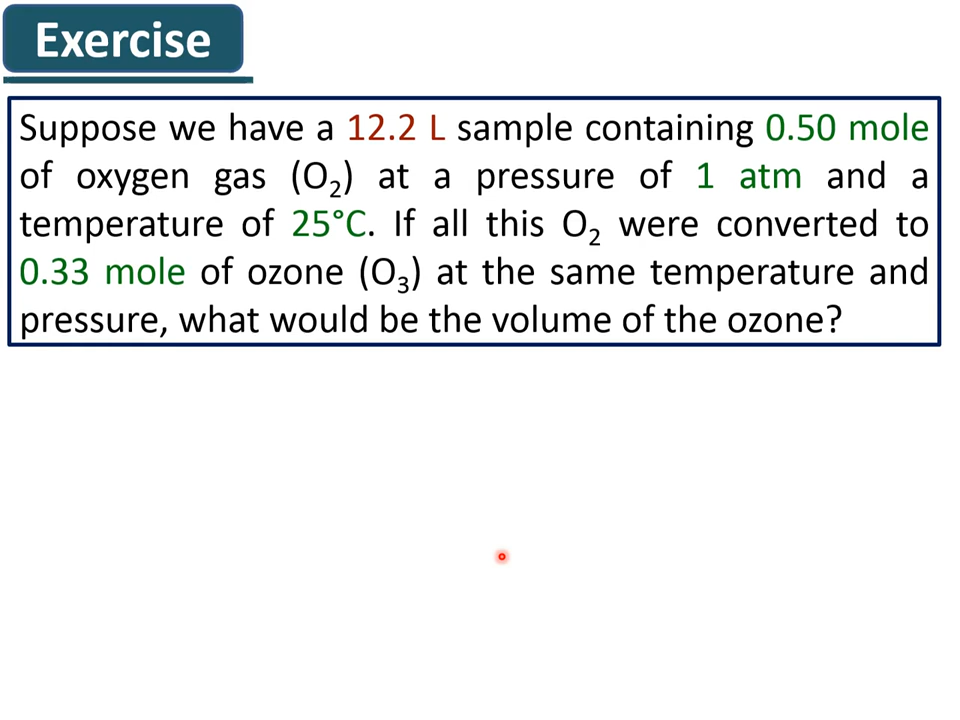 Exercise
Suppose we have a 12.2 L sample containing 0.50 mole
of oxygen gas (O₂) at a pressure of 1 atm and a
temperature of 25°C. If all this O₂ were converted to
0.33 mole of ozone (O₃) at the same temperature and
pressure, what would be the volume of the ozone?